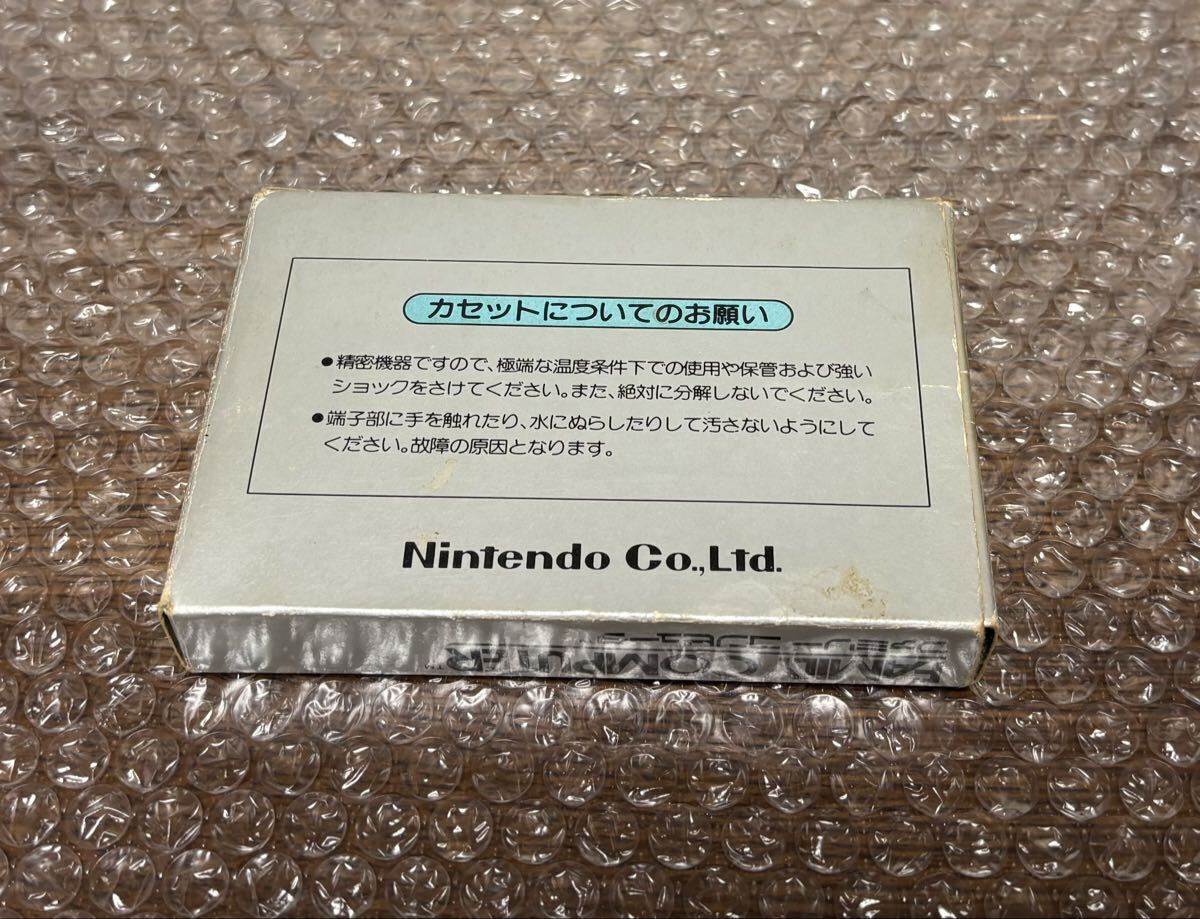 カセットについてのお願い
●精密機器ですので、極端な温度条件下での使用や保管および強い
ショックをさけてください。また、絶対に分解しないでください。
●端子部に手を触れたり、水にぬらしたりして汚さないようにして
ください。故障の原因となります。
Nintendo Co.,Ltd.
FAMILY COMPUTER™